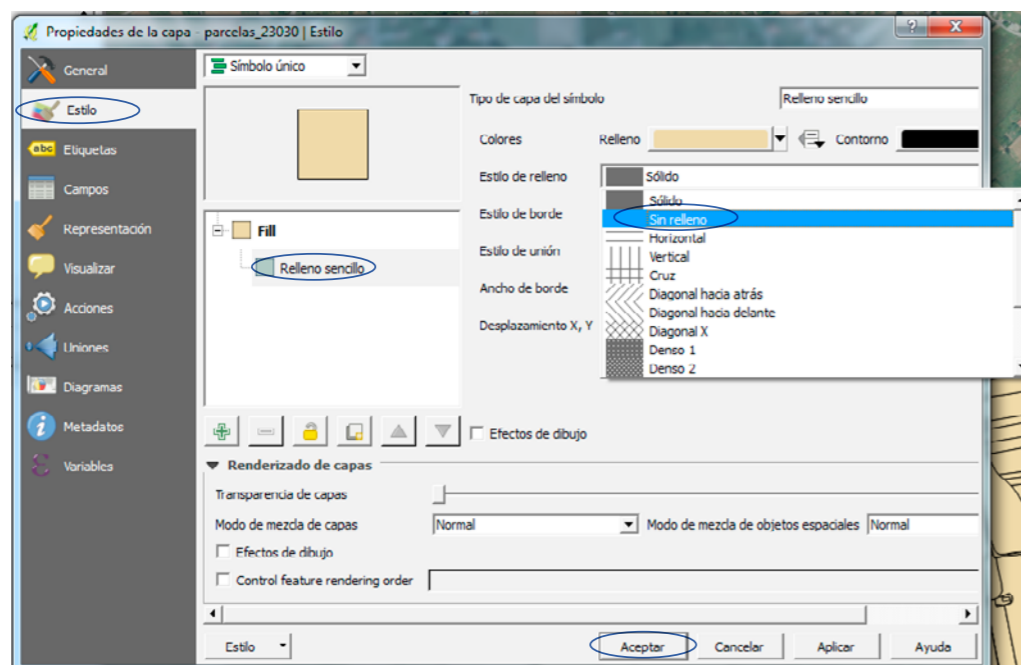 Propiedades de la capa - parcelas_23030 | Estilo
General
Estilo
Etiquetas
Campos
Representación
Visualizar
Acciones
Uniones
Diagramas
Metadatos
Variables
Símbolo único
Fill
Relleno sencillo
Tipo de capa del símbolo Relleno sencillo
Colores Relleno Contorno
Estilo de relleno Sólido
Estilo de borde
Estilo de unión
Ancho de borde
Desplazamiento X, Y
Sólido
Sin relleno
Horizontal
Vertical
Cruz
Diagonal hacia atrás
Diagonal hacia delante
Diagonal X
Denso 1
Denso 2
Efectos de dibujo
Renderizado de capas
Transparencia de capas
Modo de mezcla de capas Normal Modo de mezcla de objetos espaciales Normal
Efectos de dibujo
Control feature rendering order
Estilo Aceptar Cancelar Aplicar Ayuda